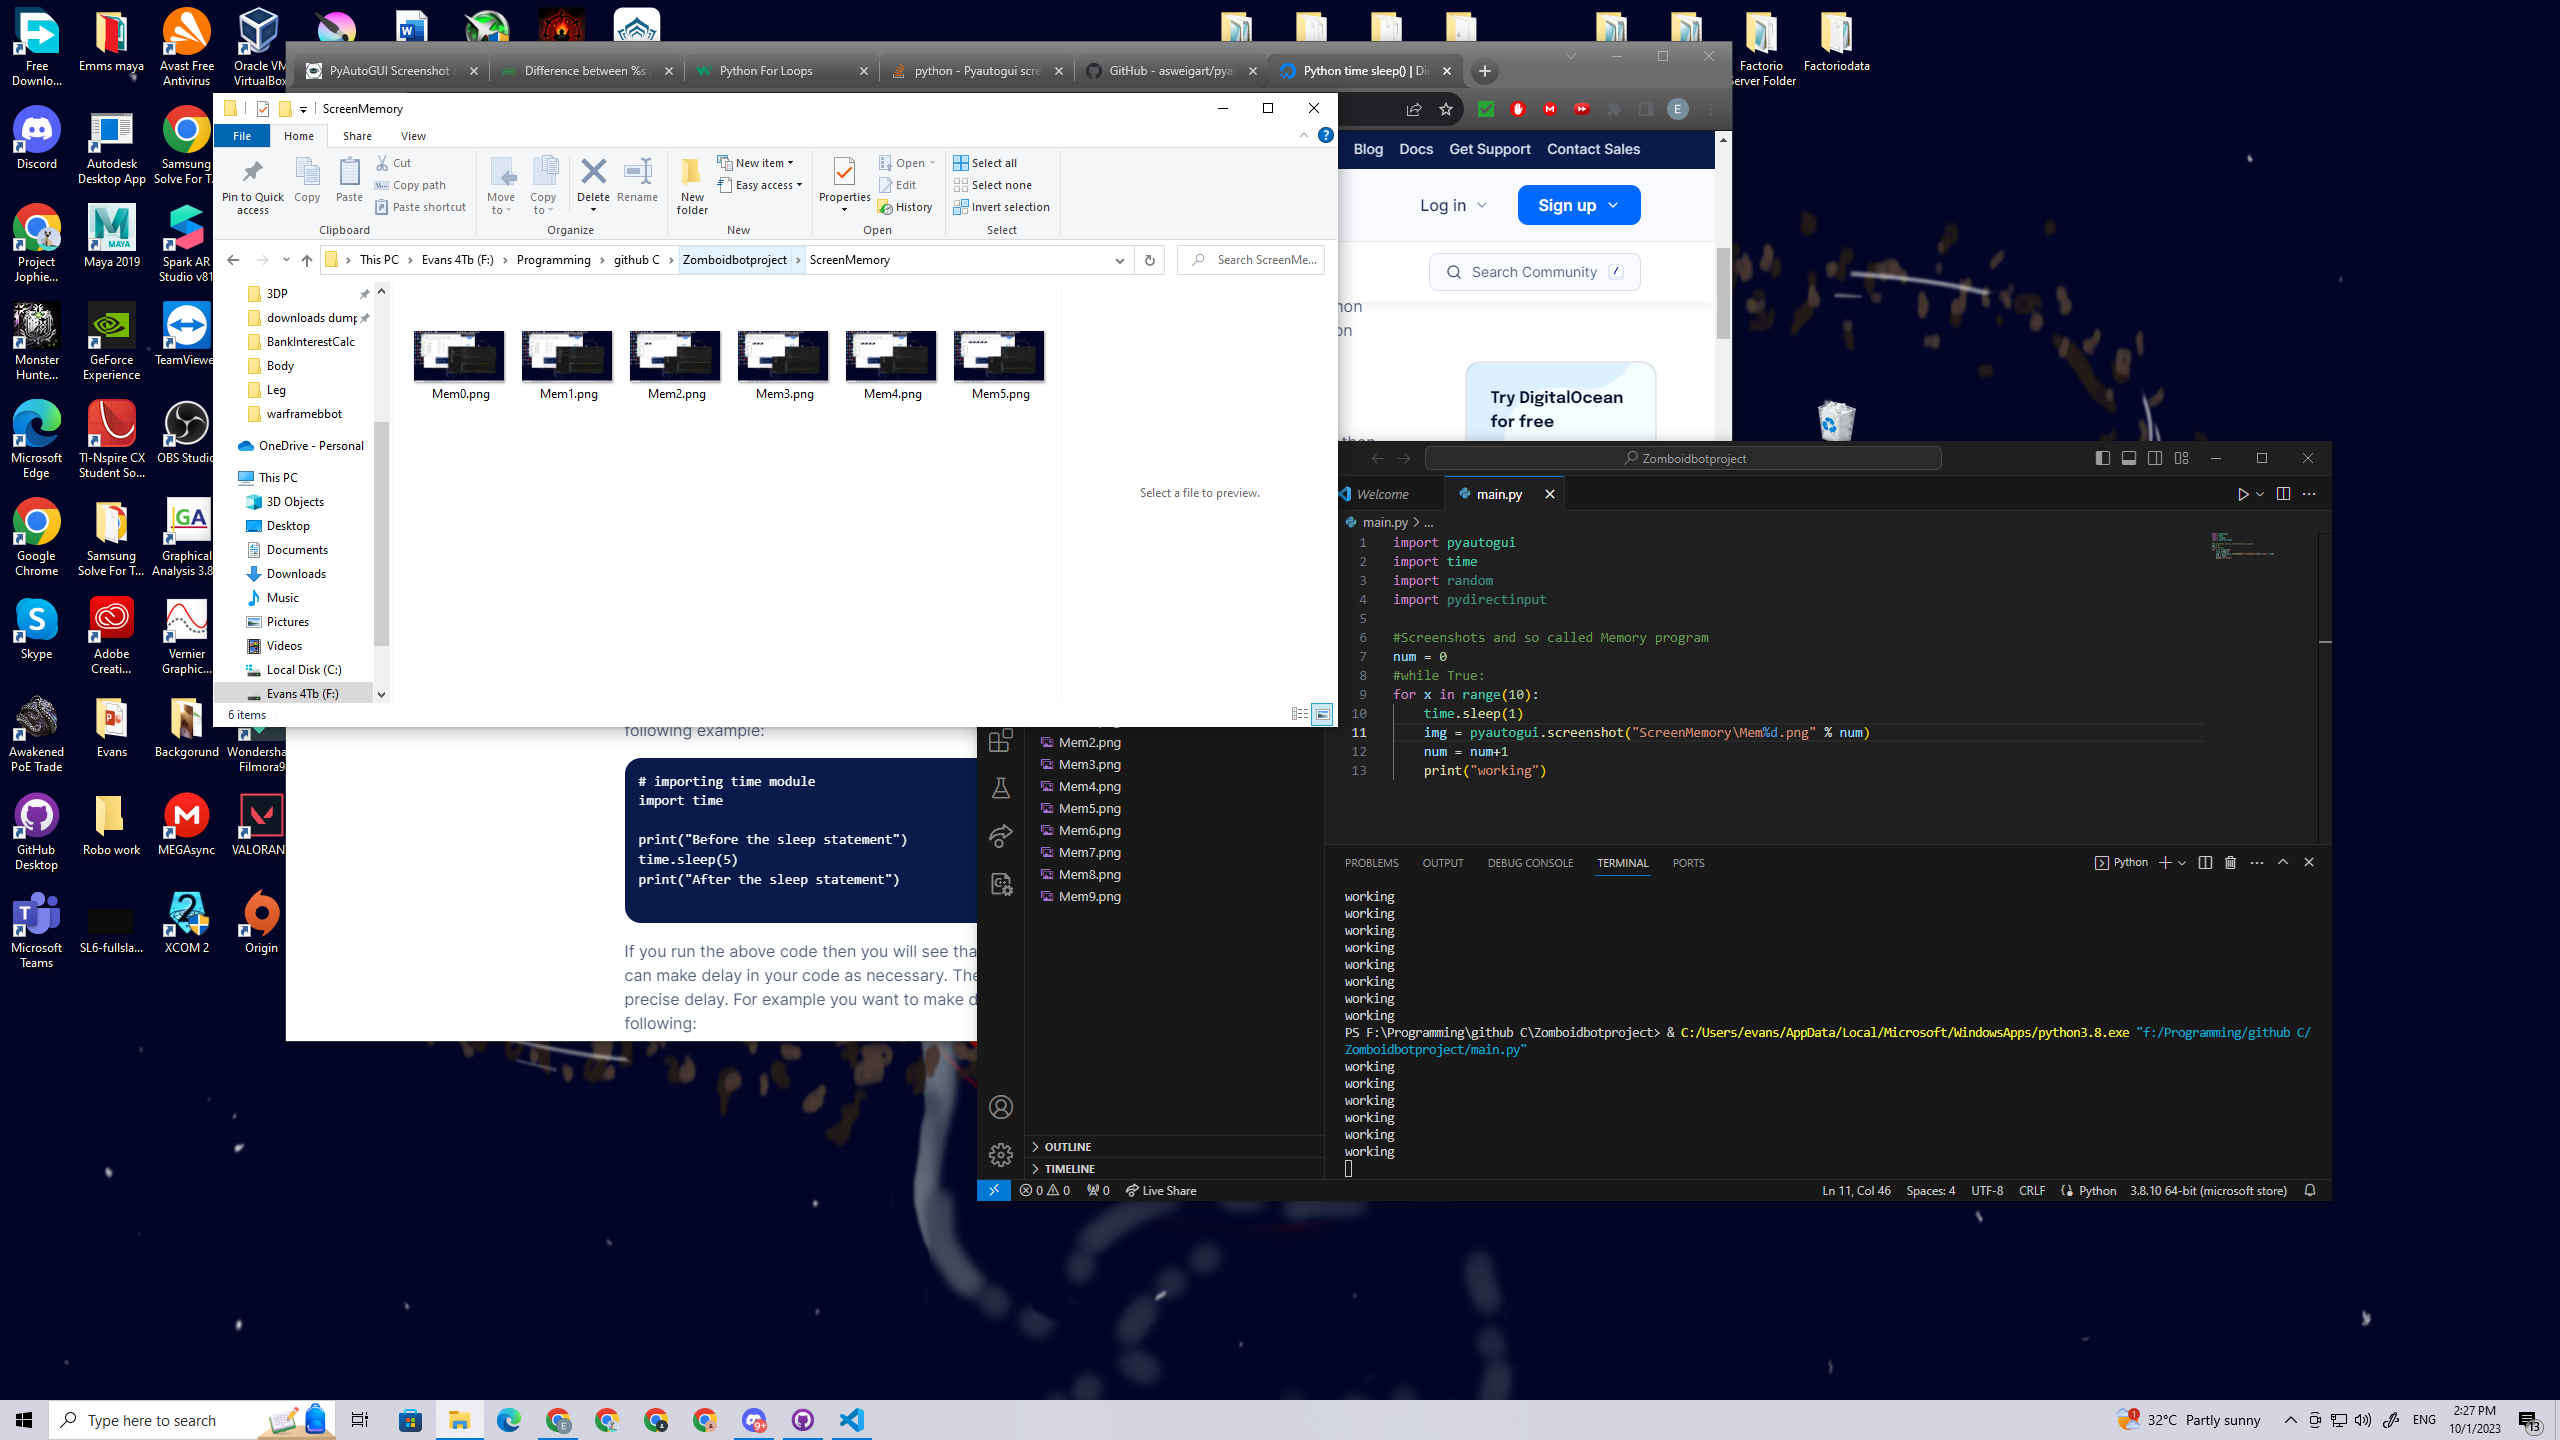 Free
Downlo...
Emms maya
Avast Free
Antivirus
Oracle VM
VirtualBox
Factorio
Server Folder
Factoriodata
Discord
Autodesk
Desktop App
Samsung
Solve For T...
Project
Jophie...
Maya 2019
Spark AR
Studio v81
Monster
Hunte...
GeForce
Experience
TeamViewe
Microsoft
Edge
TI-Nspire CX
Student So...
OBS Studio
Google
Chrome
Samsung
Solve For T...
Graphical
Analysis 3.8
Skype
Adobe
Creati...
Vernier
Graphic...
Awakened
PoE Trade
Evans
Backgorund
Wondersha
Filmora9
GitHub
Desktop
Robo work
MEGAsync
VALORANT
Microsoft
Teams
SL6-fullsla...
XCOM 2
Origin
PyAutoGUI Screenshot a
Difference between %s
Python For Loops
python - Pyautogui scre
GitHub - asweigart/pyau
Python time sleep() | Di
E
Blog Docs Get Support Contact Sales
Log in
Sign up
Search Community /
hon
on
Try DigitalOcean
for free
ScreenMemory
File Home Share View
Pin to Quick
access
Copy
Paste
Cut
Copy path
Paste shortcut
Clipboard
Move
to
Copy
to
Delete
Rename
Organize
New
folder
New item
Easy access
New
Properties
Open
Edit
History
Open
Select all
Select none
Invert selection
Select
This PC > Evans 4Tb (F:) > Programming > github C > Zomboidbotproject > ScreenMemory
Search ScreenMe...
3DP
downloads dump
BankInterestCalc
Body
Leg
warframebbot
OneDrive - Personal
This PC
3D Objects
Desktop
Documents
Downloads
Music
Pictures
Videos
Local Disk (C:)
Evans 4Tb (F:)
Mem0.png
Mem1.png
Mem2.png
Mem3.png
Mem4.png
Mem5.png
Select a file to preview.
6 items
following example:
# importing time module
import time
print("Before the sleep statement")
time.sleep(5)
print("After the sleep statement")
If you run the above code then you will see tha
can make delay in your code as necessary. The
precise delay. For example you want to make d
following:
Zomboidbotproject
Welcome
main.py
main.py > ...
1 import pyautogui
2 import time
3 import random
4 import pydirectinput
5
6 #Screenshots and so called Memory program
7 num = 0
8 #while True:
9 for x in range(10):
10 time.sleep(1)
11 img = pyautogui.screenshot("ScreenMemory\Mem%d.png" % num)
12 num = num+1
13 print("working")
Mem2.png
Mem3.png
Mem4.png
Mem5.png
Mem6.png
Mem7.png
Mem8.png
Mem9.png
OUTLINE
TIMELINE
PROBLEMS OUTPUT DEBUG CONSOLE TERMINAL PORTS
Python
working
working
working
working
working
working
working
working
PS F:\Programming\github C\Zomboidbotproject> & C:/Users/evans/AppData/Local/Microsoft/WindowsApps/python3.8.exe "f:/Programming/github C/
Zomboidbotproject/main.py"
working
working
working
working
working
working
0 0 0 Live Share
Ln 11, Col 46 Spaces: 4 UTF-8 CRLF Python 3.8.10 64-bit (microsoft store)
Type here to search
32°C Partly sunny
ENG
2:27 PM
10/1/2023
13